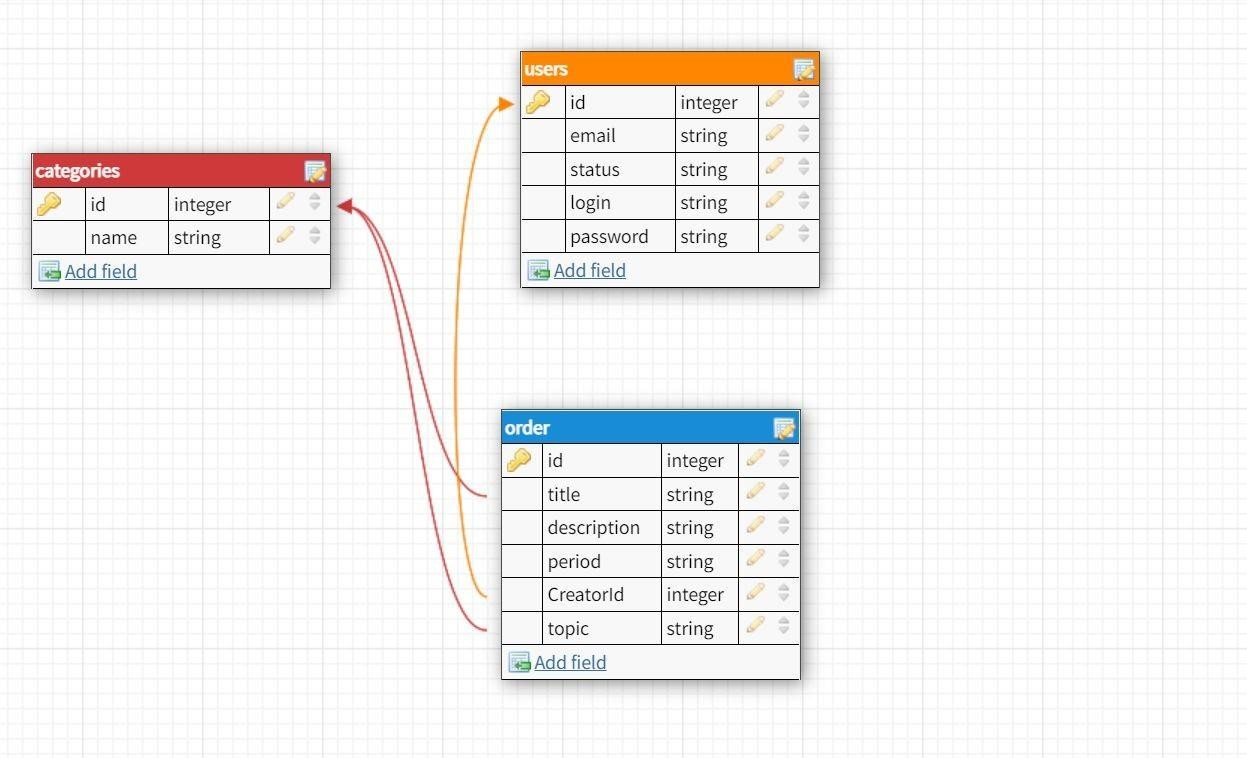 users
id integer
email string
status string
login string
password string
Add field
categories
id integer
name string
Add field
order
id integer
title string
description string
period string
CreatorId integer
topic string
Add field